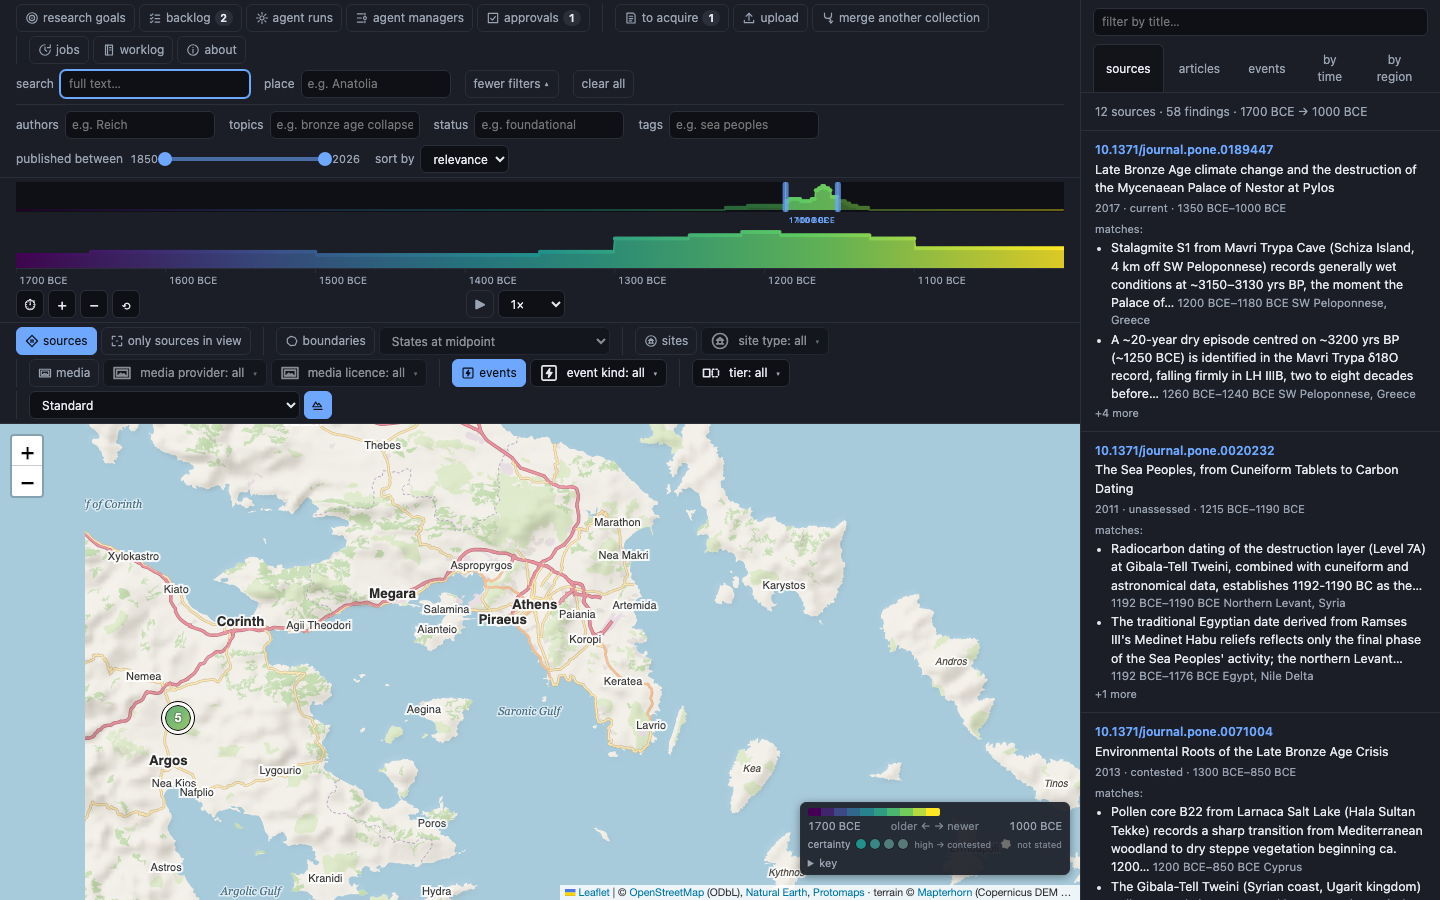 research goals
backlog 2
agent runs
agent managers
approvals 1
to acquire 1
upload
merge another collection
jobs
worklog
about
search full text...
place e.g. Anatolia
fewer filters
clear all
authors e.g. Reich
topics e.g. bronze age collapse
status e.g. foundational
tags e.g. sea peoples
published between 1850 2026
sort by relevance
1700 BCE 1600 BCE 1500 BCE 1400 BCE 1300 BCE 1200 BCE 1100 BCE
1×
sources
only sources in view
boundaries
States at midpoint
sites
site type: all
media
media provider: all
media licence: all
events
event kind: all
tier: all
Standard
+
−
Thebes
f of Corinth
Marathon
Xylokastro
Nea Makri
Aspropyrgos
Kiato
Megara
Karystos
Salamina
Athens
Artemida
Corinth
Agii Theodori
Piraeus
Paiania
Aianteio
Koropi
Andros
Nemea
Keratea
Aegina
Saronic Gulf
5
Lavrio
Argos
Lygourio
Kea
Nea Kios
Nafplio
Tinos
Poros
Astros
Kranidi
Kythnos
Argolic Gulf
Hydra
1700 BCE older ← → newer 1000 BCE
certainty high → contested not stated
key
Leaflet | © OpenStreetMap (ODbL), Natural Earth, Protomaps · terrain © Mapterhorn (Copernicus DEM …
filter by title...
sources
articles
events
by time
by region
12 sources · 58 findings · 1700 BCE → 1000 BCE
10.1371/journal.pone.0189447
Late Bronze Age climate change and the destruction of
the Mycenaean Palace of Nestor at Pylos
2017 · current · 1350 BCE–1000 BCE
matches:
Stalagmite S1 from Mavri Trypa Cave (Schiza Island,
4 km off SW Peloponnese) records generally wet
conditions at ~3150–3130 yrs BP, the moment the
Palace of… 1200 BCE–1180 BCE SW Peloponnese,
Greece
A ~20-year dry episode centred on ~3200 yrs BP
(~1250 BCE) is identified in the Mavri Trypa δ18O
record, falling firmly in LH IIIB, two to eight decades
before… 1260 BCE–1240 BCE SW Peloponnese, Greece
+4 more
10.1371/journal.pone.0020232
The Sea Peoples, from Cuneiform Tablets to Carbon
Dating
2011 · unassessed · 1215 BCE–1190 BCE
matches:
Radiocarbon dating of the destruction layer (Level 7A)
at Gibala-Tell Tweini, combined with cuneiform and
astronomical data, establishes 1192-1190 BC as the…
1192 BCE–1190 BCE Northern Levant, Syria
The traditional Egyptian date derived from Ramses
III's Medinet Habu reliefs reflects only the final phase
of the Sea Peoples' activity; the northern Levant…
1192 BCE–1176 BCE Egypt, Nile Delta
+1 more
10.1371/journal.pone.0071004
Environmental Roots of the Late Bronze Age Crisis
2013 · contested · 1300 BCE–850 BCE
matches:
Pollen core B22 from Larnaca Salt Lake (Hala Sultan
Tekke) records a sharp transition from Mediterranean
woodland to dry steppe vegetation beginning ca.
1200… 1200 BCE–850 BCE Cyprus
The Gibala-Tell Tweini (Syrian coast, Ugarit kingdom)